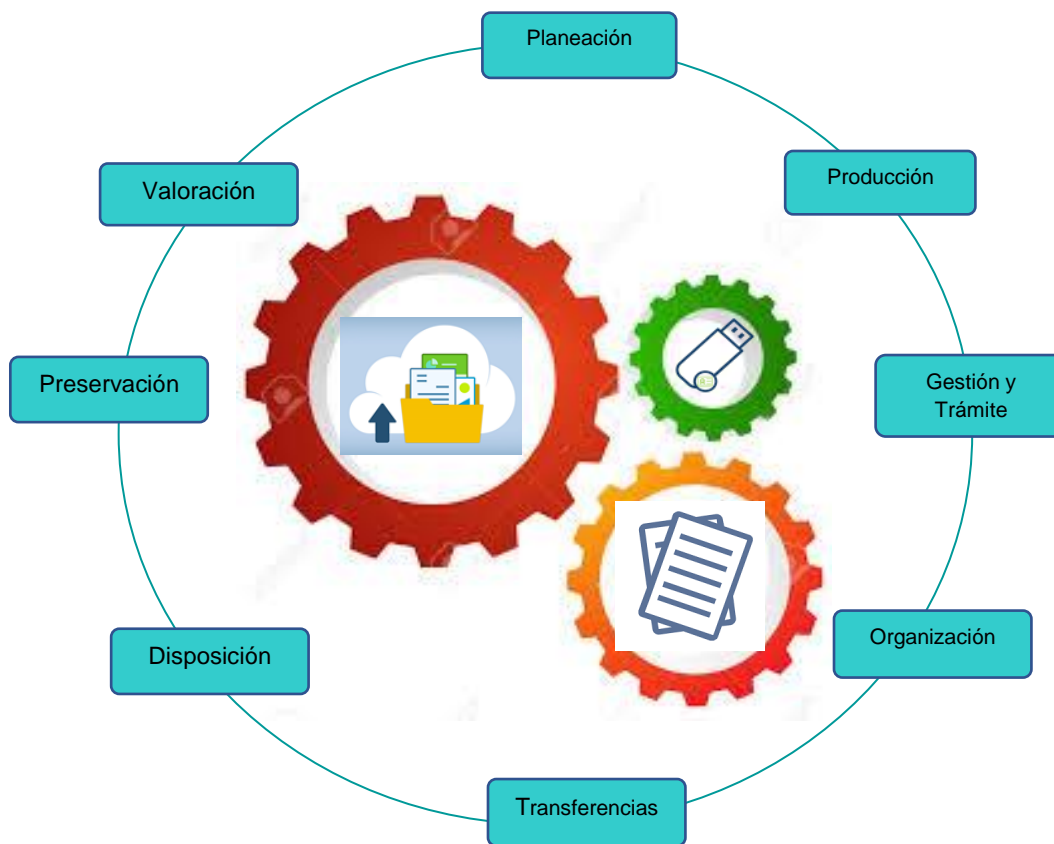 Planeación
Producción
Gestión y
Trámite
Organización
Transferencias
Disposición
Preservación
Valoración